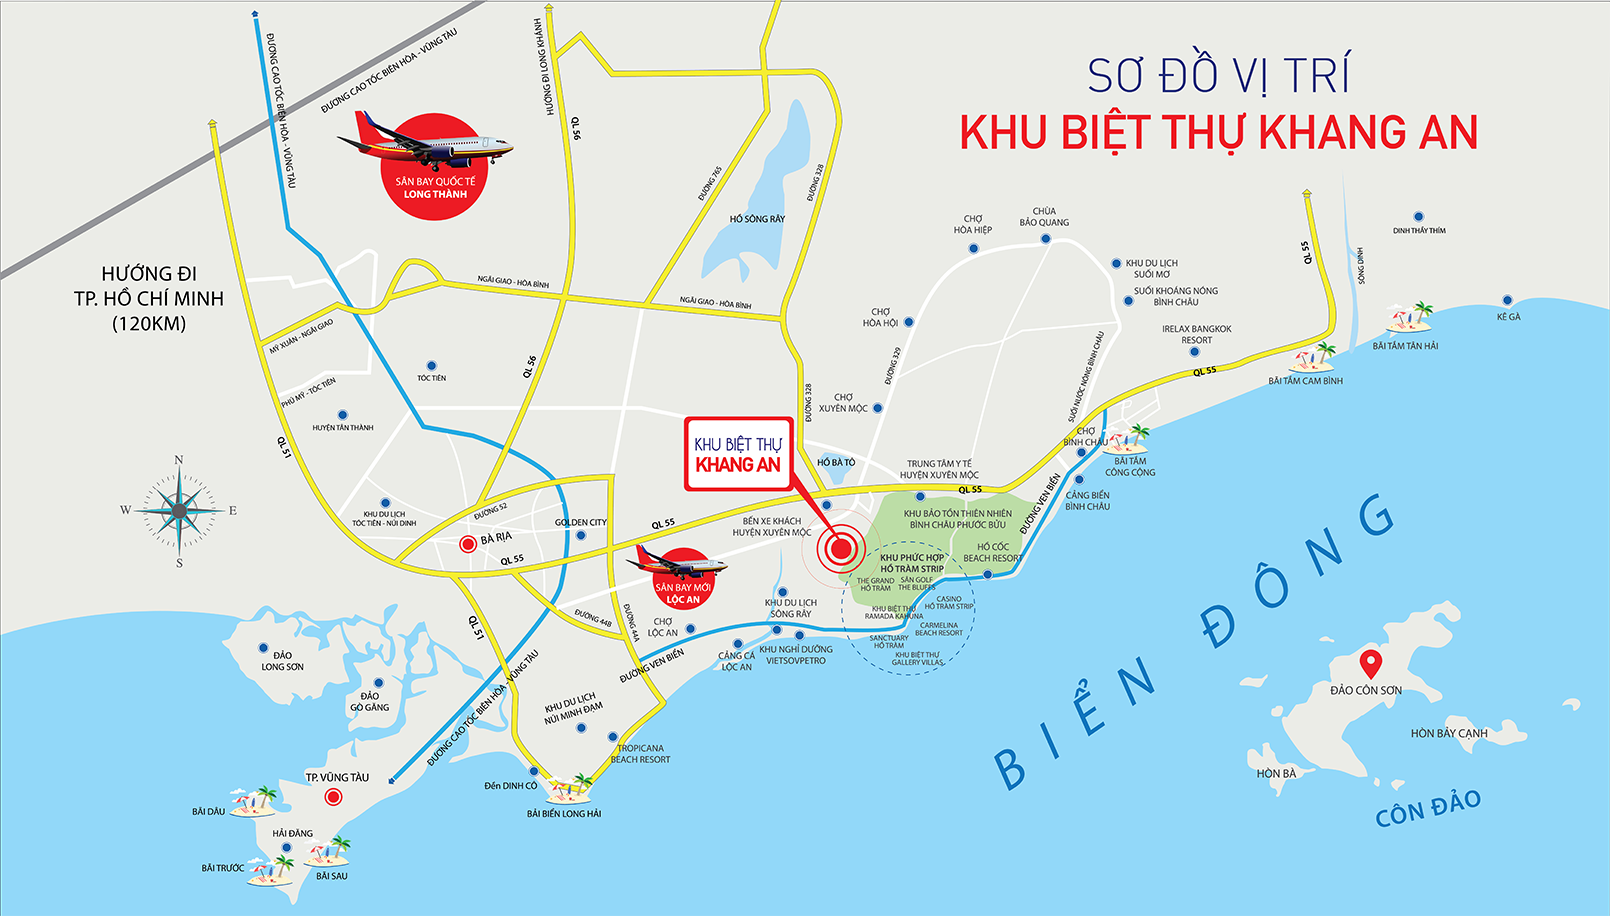 SƠ ĐỒ VỊ TRÍ
KHU BIỆT THỰ KHANG AN
ĐƯỜNG CAO TỐC BIÊN HÒA - VŨNG TÀU
ĐƯỜNG CAO TỐC BIÊN HÒA - VŨNG TÀU
HƯỚNG ĐI LONG KHÁNH
QL 56
SÂN BAY QUỐC TẾ
LONG THÀNH
HƯỚNG ĐI
TP. HỒ CHÍ MINH
(120KM)
ĐƯỜNG 765
ĐƯỜNG 328
HỒ SÔNG RÂY
CHỢ
HÒA HIỆP
CHÙA
BẢO QUANG
KHU DU LỊCH
SUỐI MƠ
SUỐI KHOÁNG NÓNG
BÌNH CHÂU
QL 55
SÔNG DINH
DINH THẦY THÍM
KÊ GÀ
BÃI TẮM TÂN HẢI
BÃI TẮM CAM BÌNH
IRELAX BANGKOK
RESORT
QL 55
NGÃI GIAO - HÒA BÌNH
NGÃI GIAO - HÒA BÌNH
MỸ XUÂN - NGÃI GIAO
CHỢ
HÒA HỘI
ĐƯỜNG 329
SUỐI NƯỚC NÓNG BÌNH CHÂU
TÓC TIÊN
PHÚ MỸ - TÓC TIÊN
QL 56
HUYỆN TÂN THÀNH
QL 51
ĐƯỜNG 328
CHỢ
XUYÊN MỘC
KHU BIỆT THỰ
KHANG AN
HỒ BÀ TÔ
TRUNG TÂM Y TẾ
HUYỆN XUYÊN MỘC
QL 55
CHỢ
BÌNH CHÂU
BÃI TẮM
CÔNG CỘNG
CẢNG BIỂN
BÌNH CHÂU
ĐƯỜNG VEN BIỂN
N
W
E
S
KHU DU LỊCH
TÓC TIÊN - NÚI DINH
ĐƯỜNG 52
BÀ RỊA
GOLDEN CITY
QL 55
QL 55
BẾN XE KHÁCH
HUYỆN XUYÊN MỘC
KHU BẢO TỒN THIÊN NHIÊN
BÌNH CHÂU PHƯỚC BỬU
HỒ CỐC
BEACH RESORT
KHU PHỨC HỢP
HỒ TRÀM STRIP
THE GRAND
HỒ TRÀM
SÂN GOLF
THE BLUFFS
CASINO
HỒ TRÀM STRIP
KHU BIỆT THỰ
RAMADA KAHUNA
CARMELINA
BEACH RESORT
SANCTUARY
HỒ TRÀM
KHU BIỆT THỰ
GALLERY VILLAS
SÂN BAY MỚI
LỘC AN
ĐƯỜNG 44B
ĐƯỜNG 44A
CHỢ
LỘC AN
KHU DU LỊCH
SÔNG RÂY
CẢNG CÁ
LỘC AN
KHU NGHỈ DƯỠNG
VIETSOVPETRO
ĐƯỜNG VEN BIỂN
QL 51
ĐƯỜNG CAO TỐC BIÊN HÒA - VŨNG TÀU
KHU DU LỊCH
NÚI MINH ĐẠM
TROPICANA
BEACH RESORT
Đền DINH CÔ
BÃI BIỂN LONG HẢI
ĐẢO
LONG SƠN
ĐẢO
GÒ GĂNG
TP. VŨNG TÀU
BÃI DÂU
HẢI ĐĂNG
BÃI TRƯỚC
BÃI SAU
BIỂN ĐÔNG
ĐẢO CÔN SƠN
HÒN BẢY CẠNH
HÒN BÀ
CÔN ĐẢO